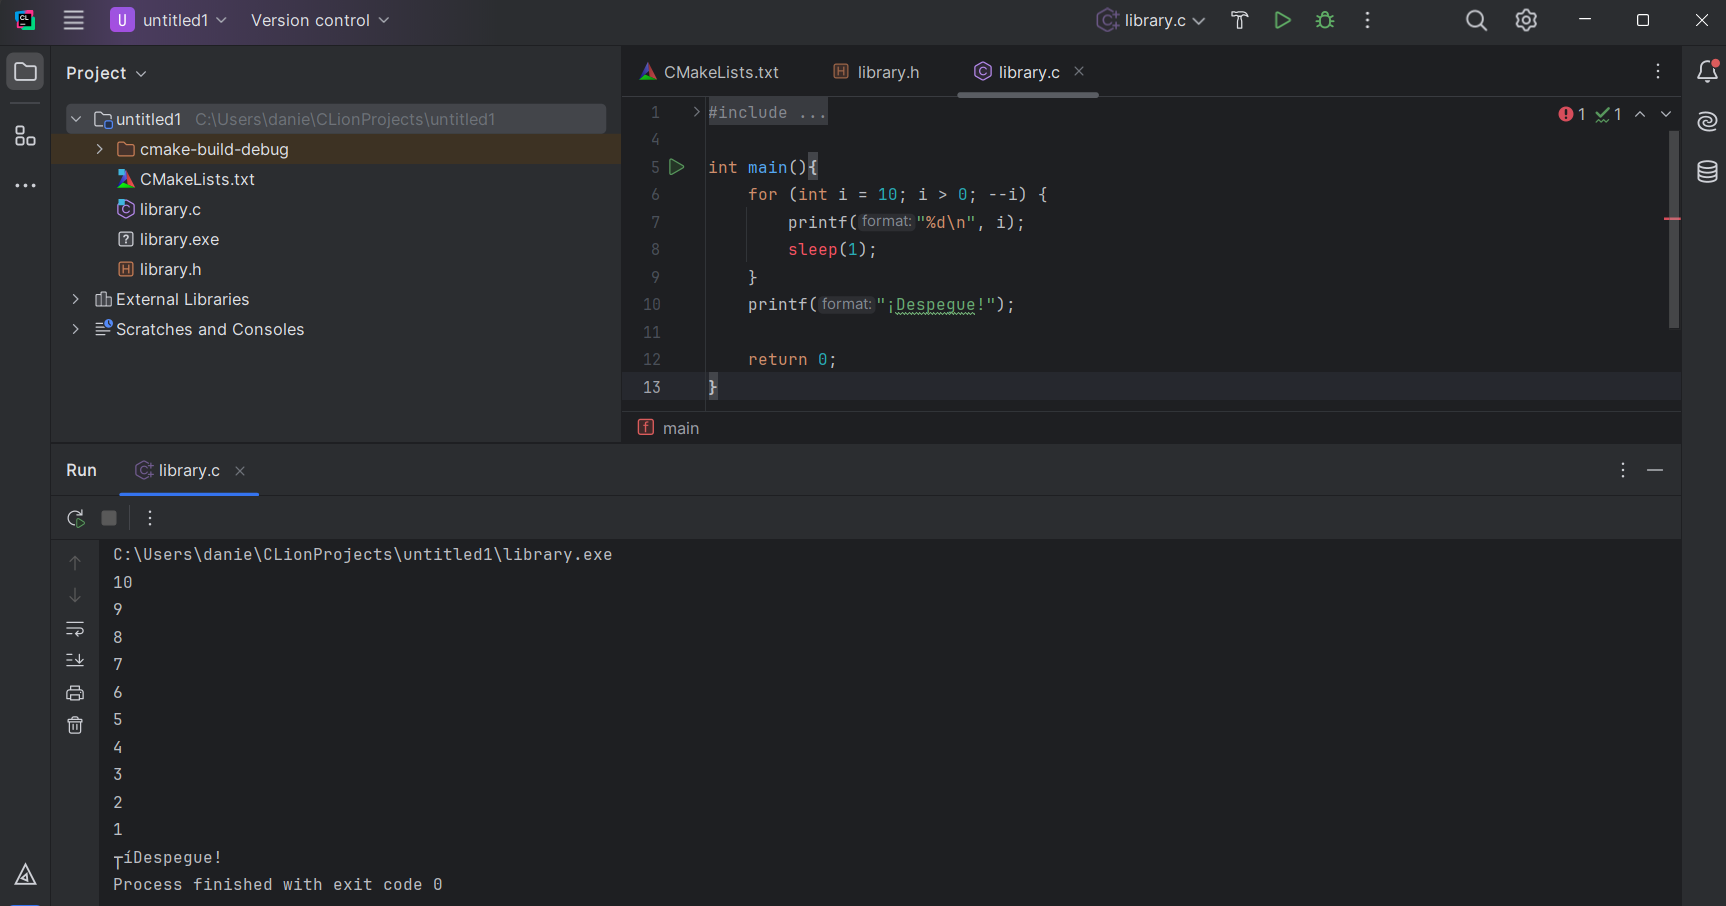 U untitled1 Version control library.c
Project
untitled1 C:\Users\danie\CLionProjects\untitled1
cmake-build-debug
CMakeLists.txt
library.c
library.exe
library.h
External Libraries
Scratches and Consoles
CMakeLists.txt library.h library.c
1 #include ...
1 1
4
5 int main(){
6 for (int i = 10; i > 0; --i) {
7 printf( format: "%d\n", i);
8 sleep(1);
9 }
10 printf( format: "¡Despegue!");
11
12 return 0;
13 }
f main
Run library.c
C:\Users\danie\CLionProjects\untitled1\library.exe
10
9
8
7
6
5
4
3
2
1
┬íDespegue!
Process finished with exit code 0